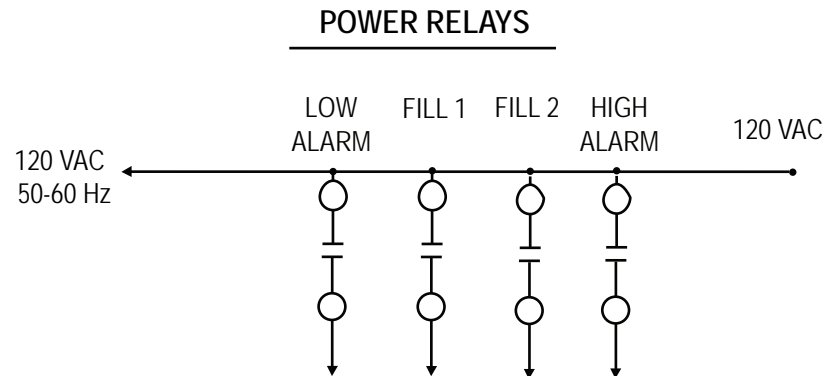 POWER RELAYS
LOW
ALARM
FILL 1
FILL 2
HIGH
ALARM
120 VAC
120 VAC
50-60 Hz